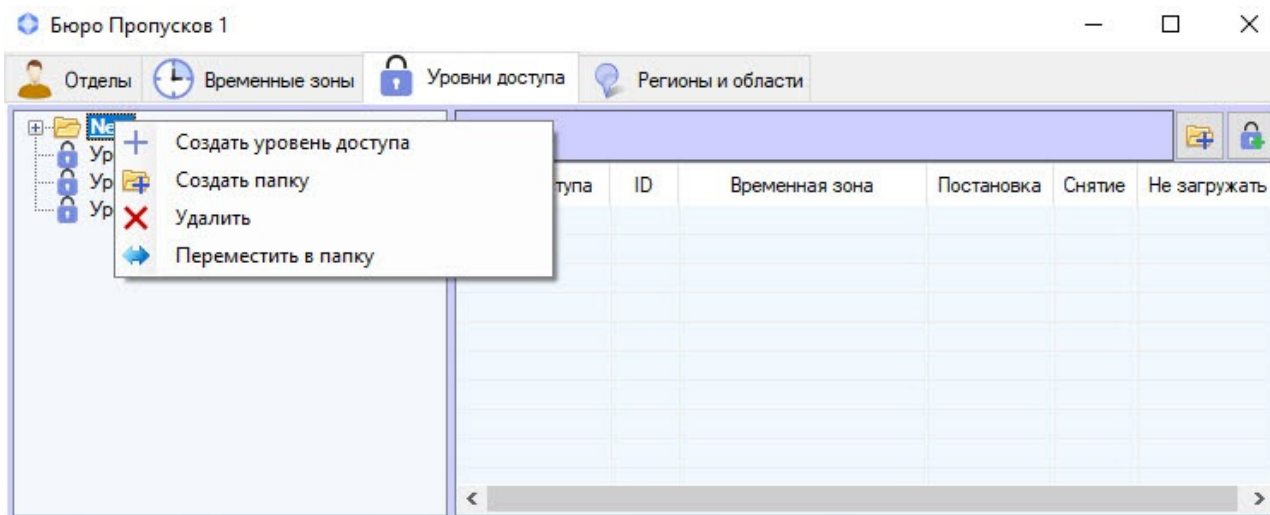 Бюро Пропусков 1
Отделы Временные зоны Уровни доступа Регионы и области
Создать уровень доступа
Создать папку
Удалить
Переместить в папку
ID Временная зона Постановка Снятие Не загружать